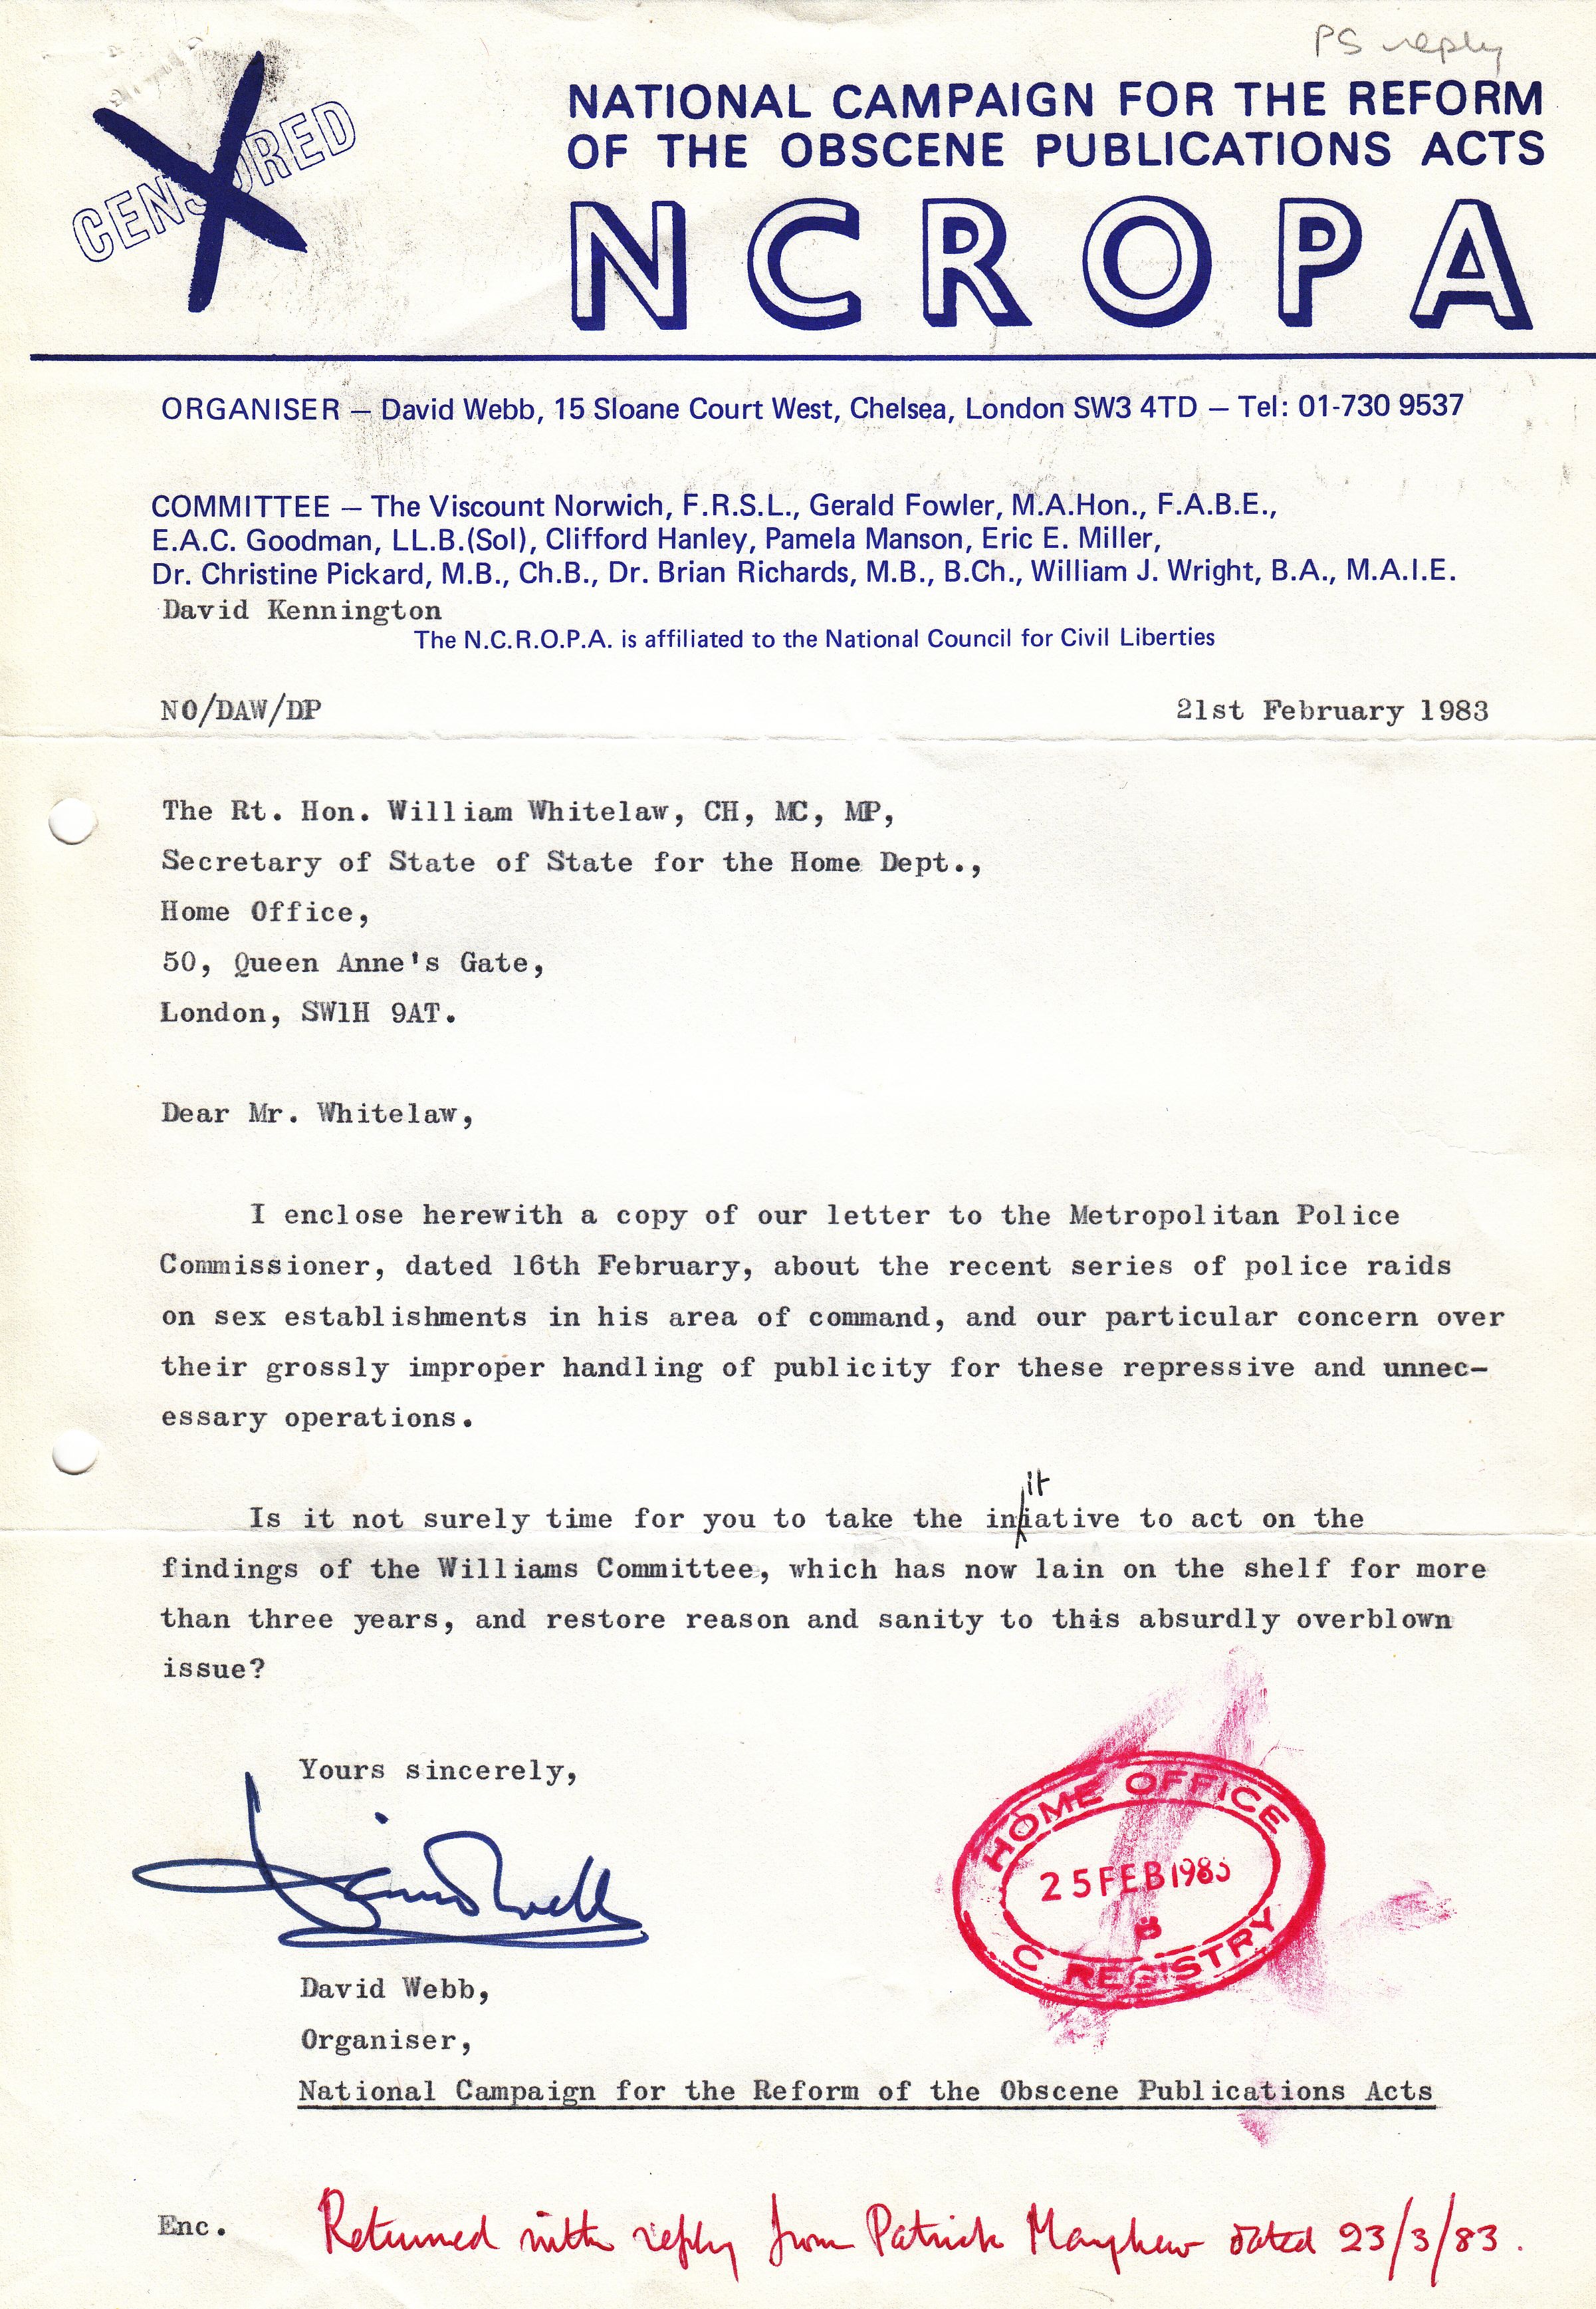 PS reply
CENSORED
NATIONAL CAMPAIGN FOR THE REFORM
OF THE OBSCENE PUBLICATIONS ACTS
NCROPA
ORGANISER — David Webb, 15 Sloane Court West, Chelsea, London SW3 4TD — Tel: 01-730 9537
COMMITTEE — The Viscount Norwich, F.R.S.L., Gerald Fowler, M.A.Hon., F.A.B.E.,
E.A.C. Goodman, LL.B.(Sol), Clifford Hanley, Pamela Manson, Eric E. Miller,
Dr. Christine Pickard, M.B., Ch.B., Dr. Brian Richards, M.B., B.Ch., William J. Wright, B.A., M.A.I.E.
David Kennington
The N.C.R.O.P.A. is affiliated to the National Council for Civil Liberties
NO/DAW/DP 21st February 1983
The Rt. Hon. William Whitelaw, CH, MC, MP,
Secretary of State of State for the Home Dept.,
Home Office,
50, Queen Anne's Gate,
London, SW1H 9AT.
Dear Mr. Whitelaw,
I enclose herewith a copy of our letter to the Metropolitan Police
Commissioner, dated 16th February, about the recent series of police raids
on sex establishments in his area of command, and our particular concern over
their grossly improper handling of publicity for these repressive and unnec-
essary operations.
it
Is it not surely time for you to take the iniative to act on the
findings of the Williams Committee, which has now lain on the shelf for more
than three years, and restore reason and sanity to this absurdly overblown
issue?
Yours sincerely,
David Webb
HOME OFFICE
25 FEB 1983
C REGISTRY
David Webb,
Organiser,
National Campaign for the Reform of the Obscene Publications Acts
Enc. Returned with reply from Patrick Mayhew dated 23/3/83.